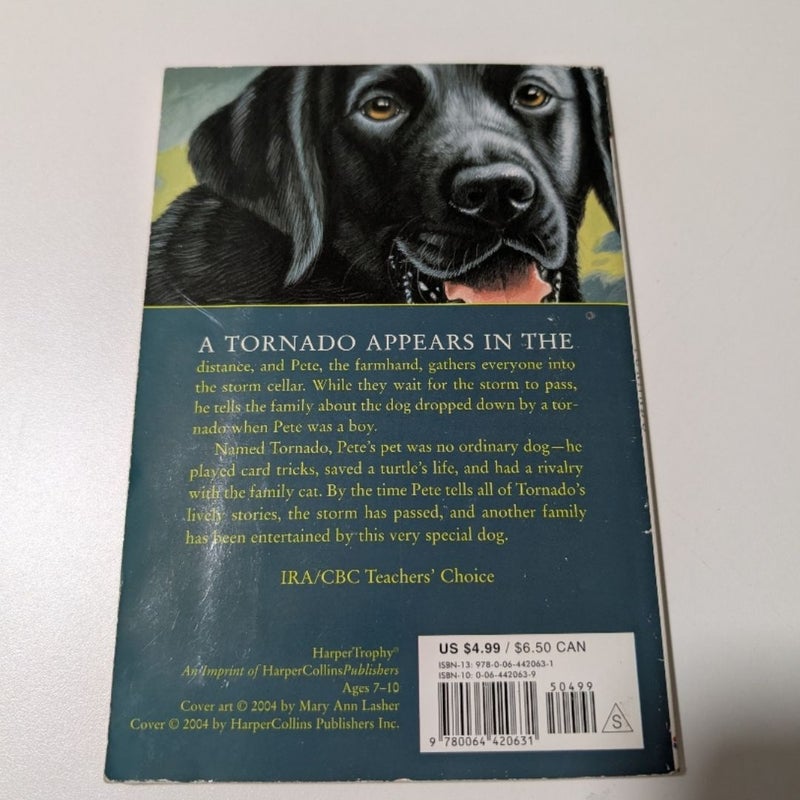 A TORNADO APPEARS IN THE
distance, and Pete, the farmhand, gathers everyone into
the storm cellar. While they wait for the storm to pass,
he tells the family about the dog dropped down by a tor-
nado when Pete was a boy.
Named Tornado, Pete's pet was no ordinary dog—he
played card tricks, saved a turtle's life, and had a rivalry
with the family cat. By the time Pete tells all of Tornado's
lively stories, the storm has passed, and another family
has been entertained by this very special dog.
IRA/CBC Teachers' Choice
HarperTrophy®
An Imprint of HarperCollinsPublishers
Ages 7–10
Cover art © 2004 by Mary Ann Lasher
Cover © 2004 by HarperCollins Publishers Inc.
US $4.99 / $6.50 CAN
ISBN-13: 978-0-06-442063-1
ISBN-10: 0-06-442063-9
50499
S
9 780064 420631